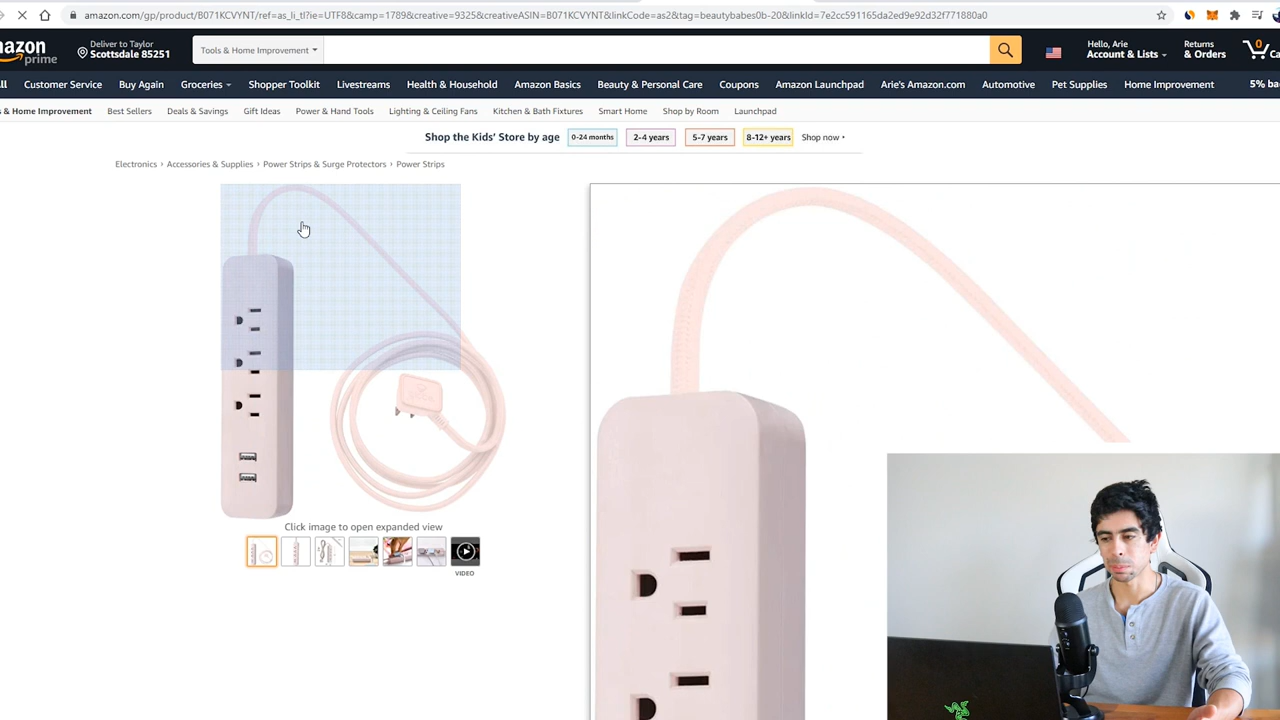 amazon.com/gp/product/B071KCVYNT/ref=as_li_tl?ie=UTF8&camp=1789&creative=9325&creativeASIN=B071KCVYNT&linkCode=as2&tag=beautybabes0b-20&linkId=7e2cc591165da2ed9e92d32f771880a0
mazon
prime
Deliver to Taylor
Scottsdale 85251
Tools & Home Improvement
Hello, Arie
Account & Lists
Returns
& Orders
0
Ca
ll Customer Service Buy Again Groceries Shopper Toolkit Livestreams Health & Household Amazon Basics Beauty & Personal Care Coupons Amazon Launchpad Arie's Amazon.com Automotive Pet Supplies Home Improvement 5% ba
s & Home Improvement Best Sellers Deals & Savings Gift Ideas Power & Hand Tools Lighting & Ceiling Fans Kitchen & Bath Fixtures Smart Home Shop by Room Launchpad
Shop the Kids' Store by age 0-24 months 2-4 years 5-7 years 8-12+ years Shop now ›
Electronics › Accessories & Supplies › Power Strips & Surge Protectors › Power Strips
Click image to open expanded view
VIDEO